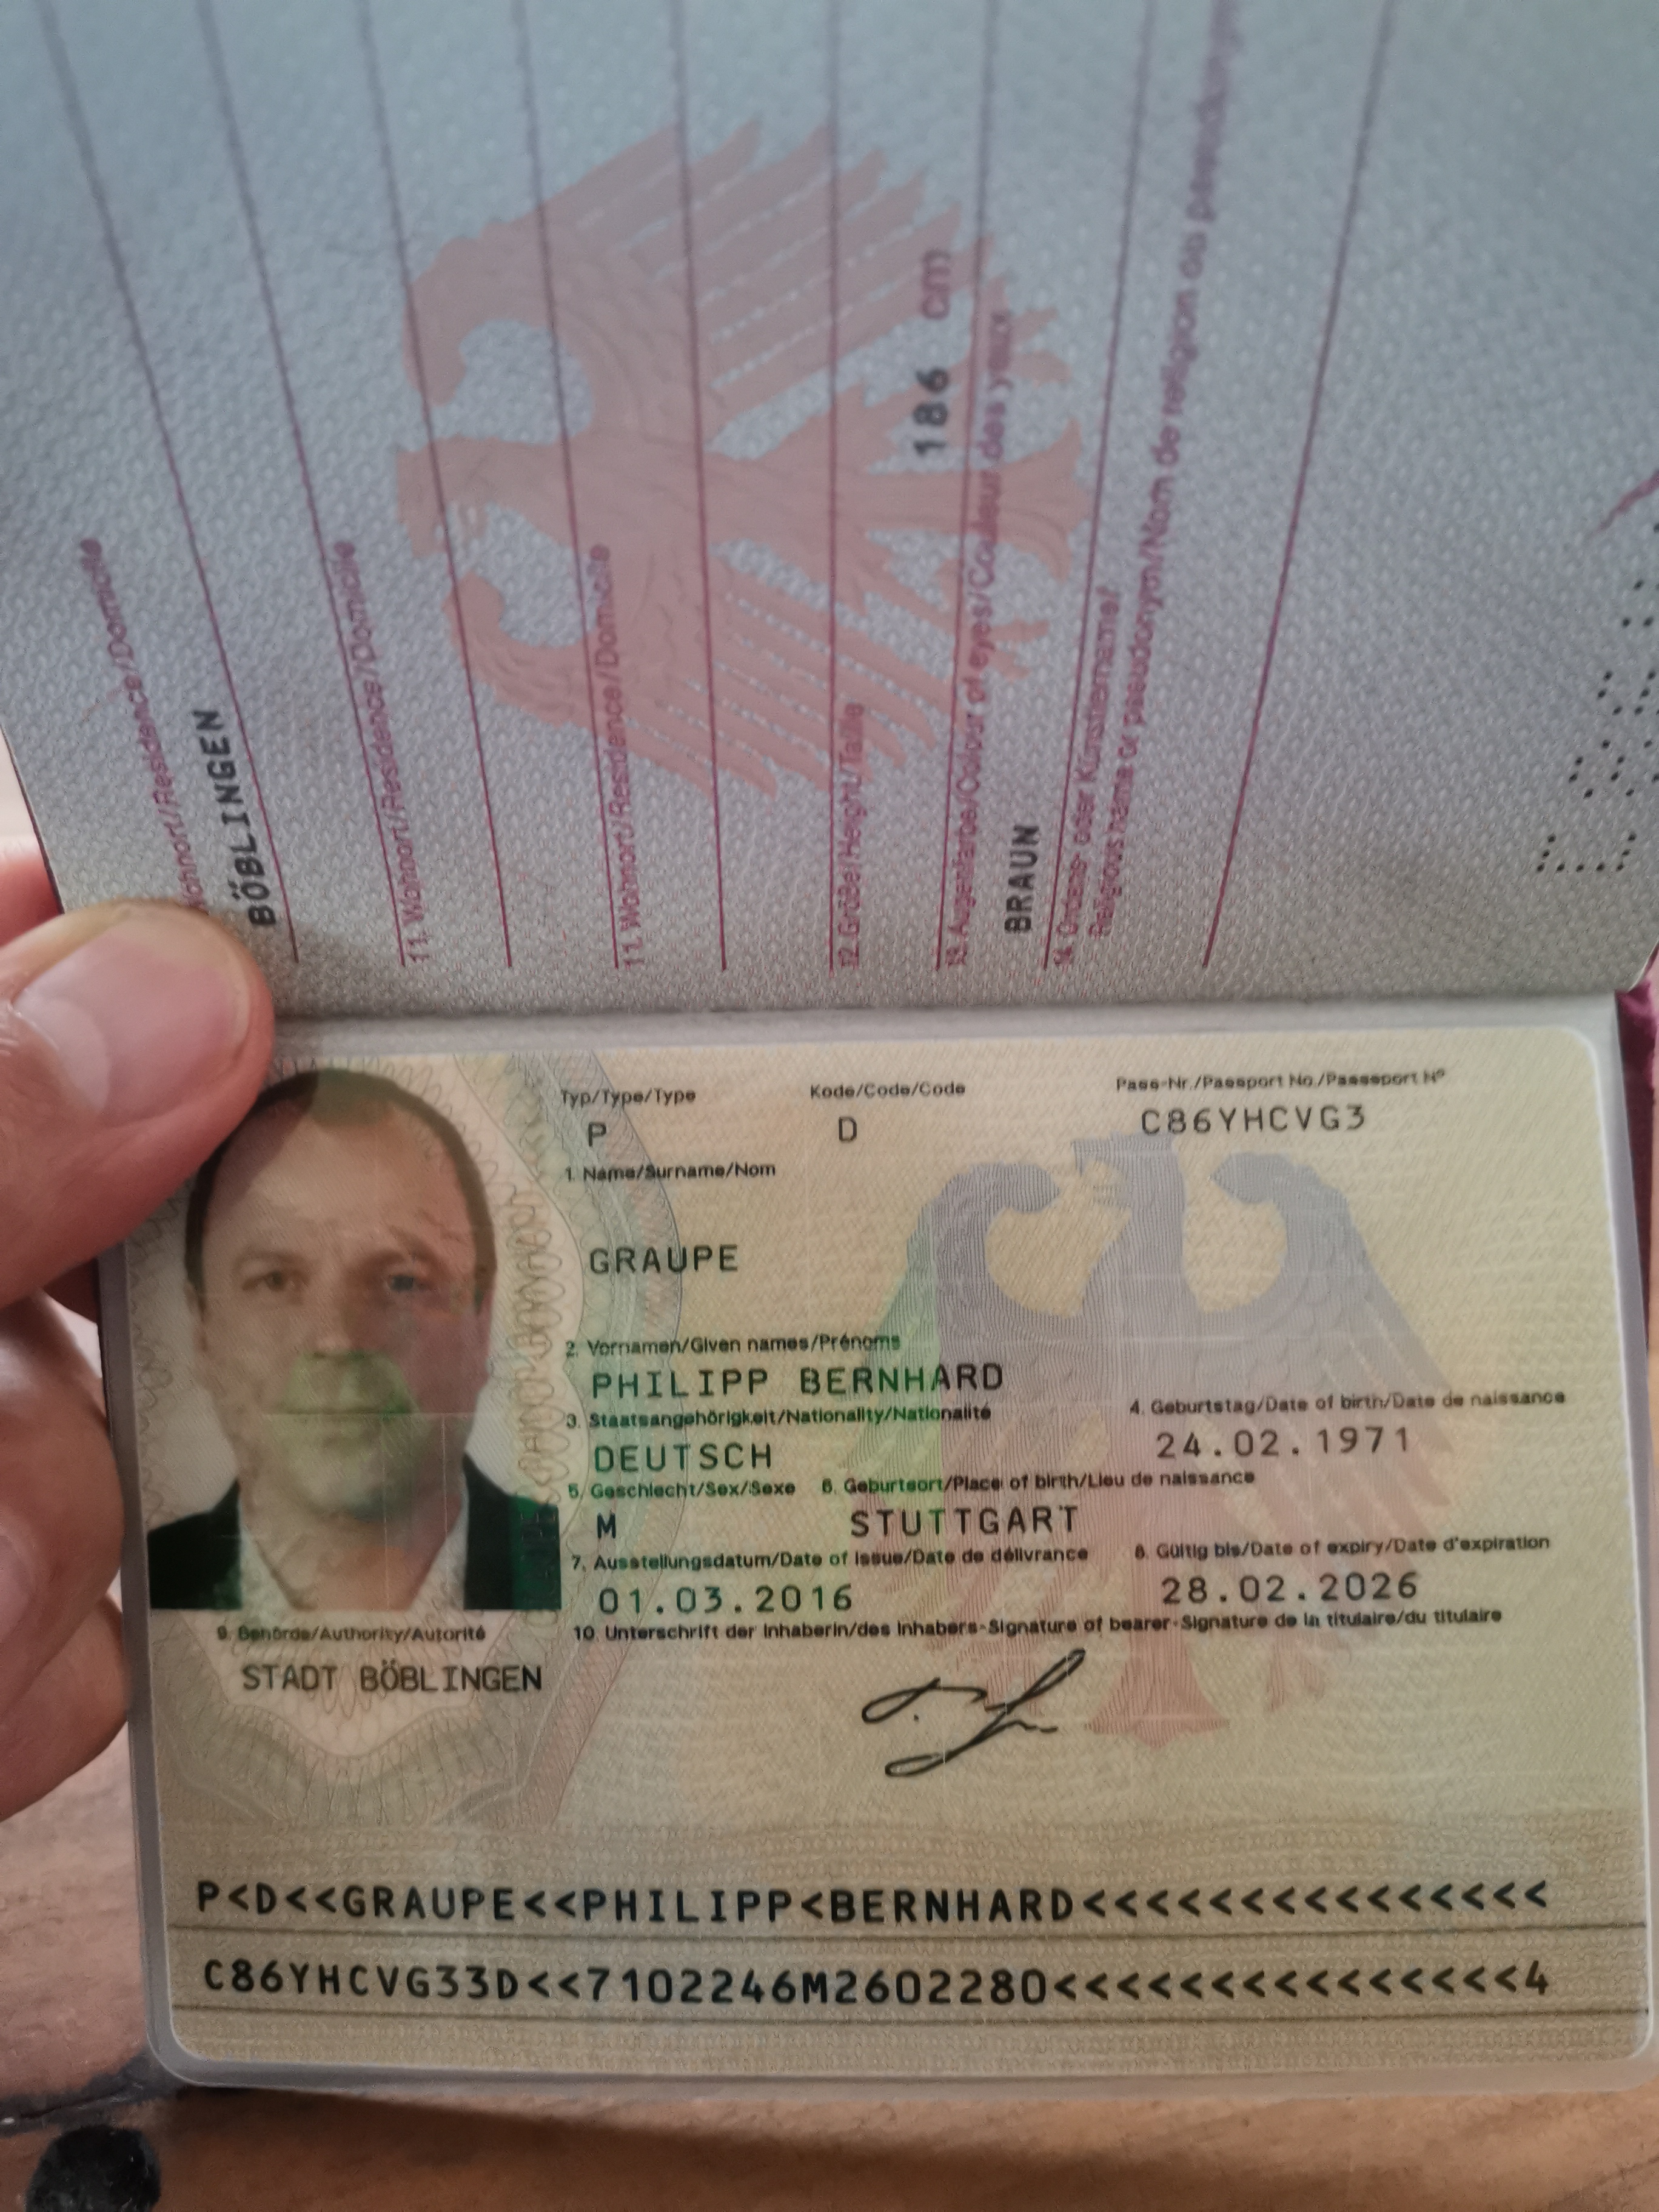 Wohnort/Residence/Domicile
BÖBLINGEN
11. Wohnort/Residence/Domicile
11. Wohnort/Residence/Domicile
12. Größe/Height/Taille
186 cm
13. Augenfarbe/Colour of eyes/Couleur des yeux
BRAUN
14. Ordens- oder Künstlername/
Religious name or pseudonym/Nom de religion ou pseudonyme
Typ/Type/Type Kode/Code/Code Pass-Nr./Passport No./Passeport Nº
P D C86YHCVG3
1. Name/Surname/Nom
GRAUPE
2. Vornamen/Given names/Prénoms
PHILIPP BERNHARD
3. Staatsangehörigkeit/Nationality/Nationalité 4. Geburtstag/Date of birth/Date de naissance
DEUTSCH 24.02.1971
5. Geschlecht/Sex/Sexe 6. Geburtsort/Place of birth/Lieu de naissance
M STUTTGART
7. Ausstellungsdatum/Date of issue/Date de délivrance 8. Gültig bis/Date of expiry/Date d'expiration
01.03.2016 28.02.2026
9. Behörde/Authority/Autorité 10. Unterschrift der Inhaberin/des Inhabers-Signature of bearer-Signature de la titulaire/du titulaire
STADT BÖBLINGEN
P<D<<GRAUPE<<PHILIPP<BERNHARD<<<<<<<<<<<<<<<
C86YHCVG33D<<7102246M2602280<<<<<<<<<<<<<<<4